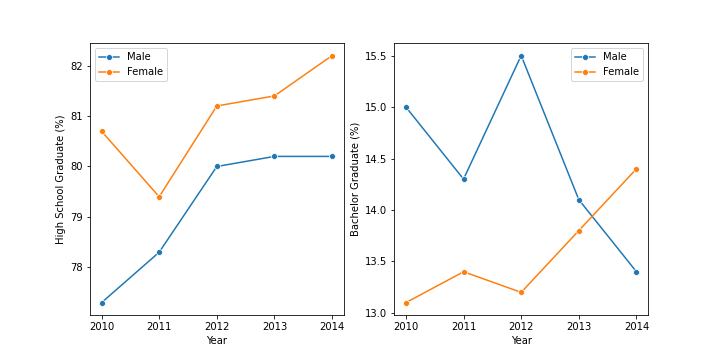 Male
Female
82
81
80
79
78
High School Graduate (%)
2010 2011 2012 2013 2014
Year
Male
Female
15.5
15.0
14.5
14.0
13.5
13.0
Bachelor Graduate (%)
2010 2011 2012 2013 2014
Year